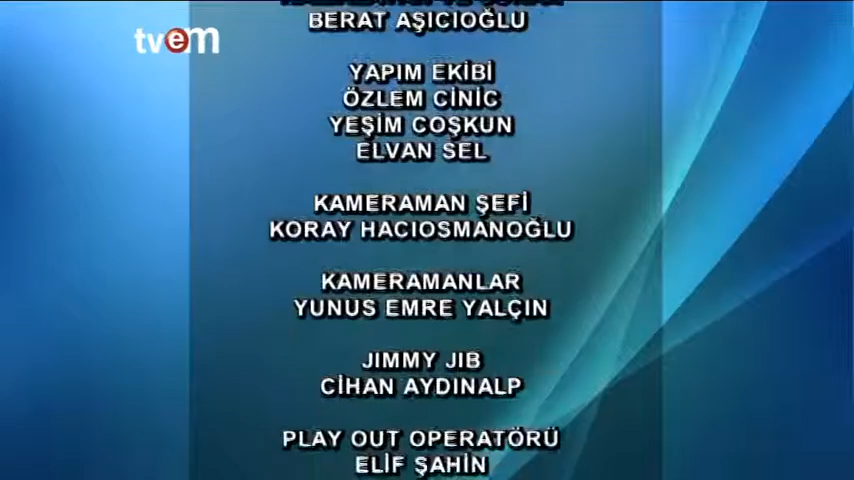 tvem
BERAT AŞICIOĞLU
YAPIM EKİBİ
ÖZLEM CİNİC
YEŞİM COŞKUN
ELVAN SEL
KAMERAMAN ŞEFİ
KORAY HACIOSMANOĞLU
KAMERAMANLAR
YUNUS EMRE YALÇIN
JIMMY JIB
CİHAN AYDINALP
PLAY OUT OPERATÖRÜ
ELİF ŞAHİN